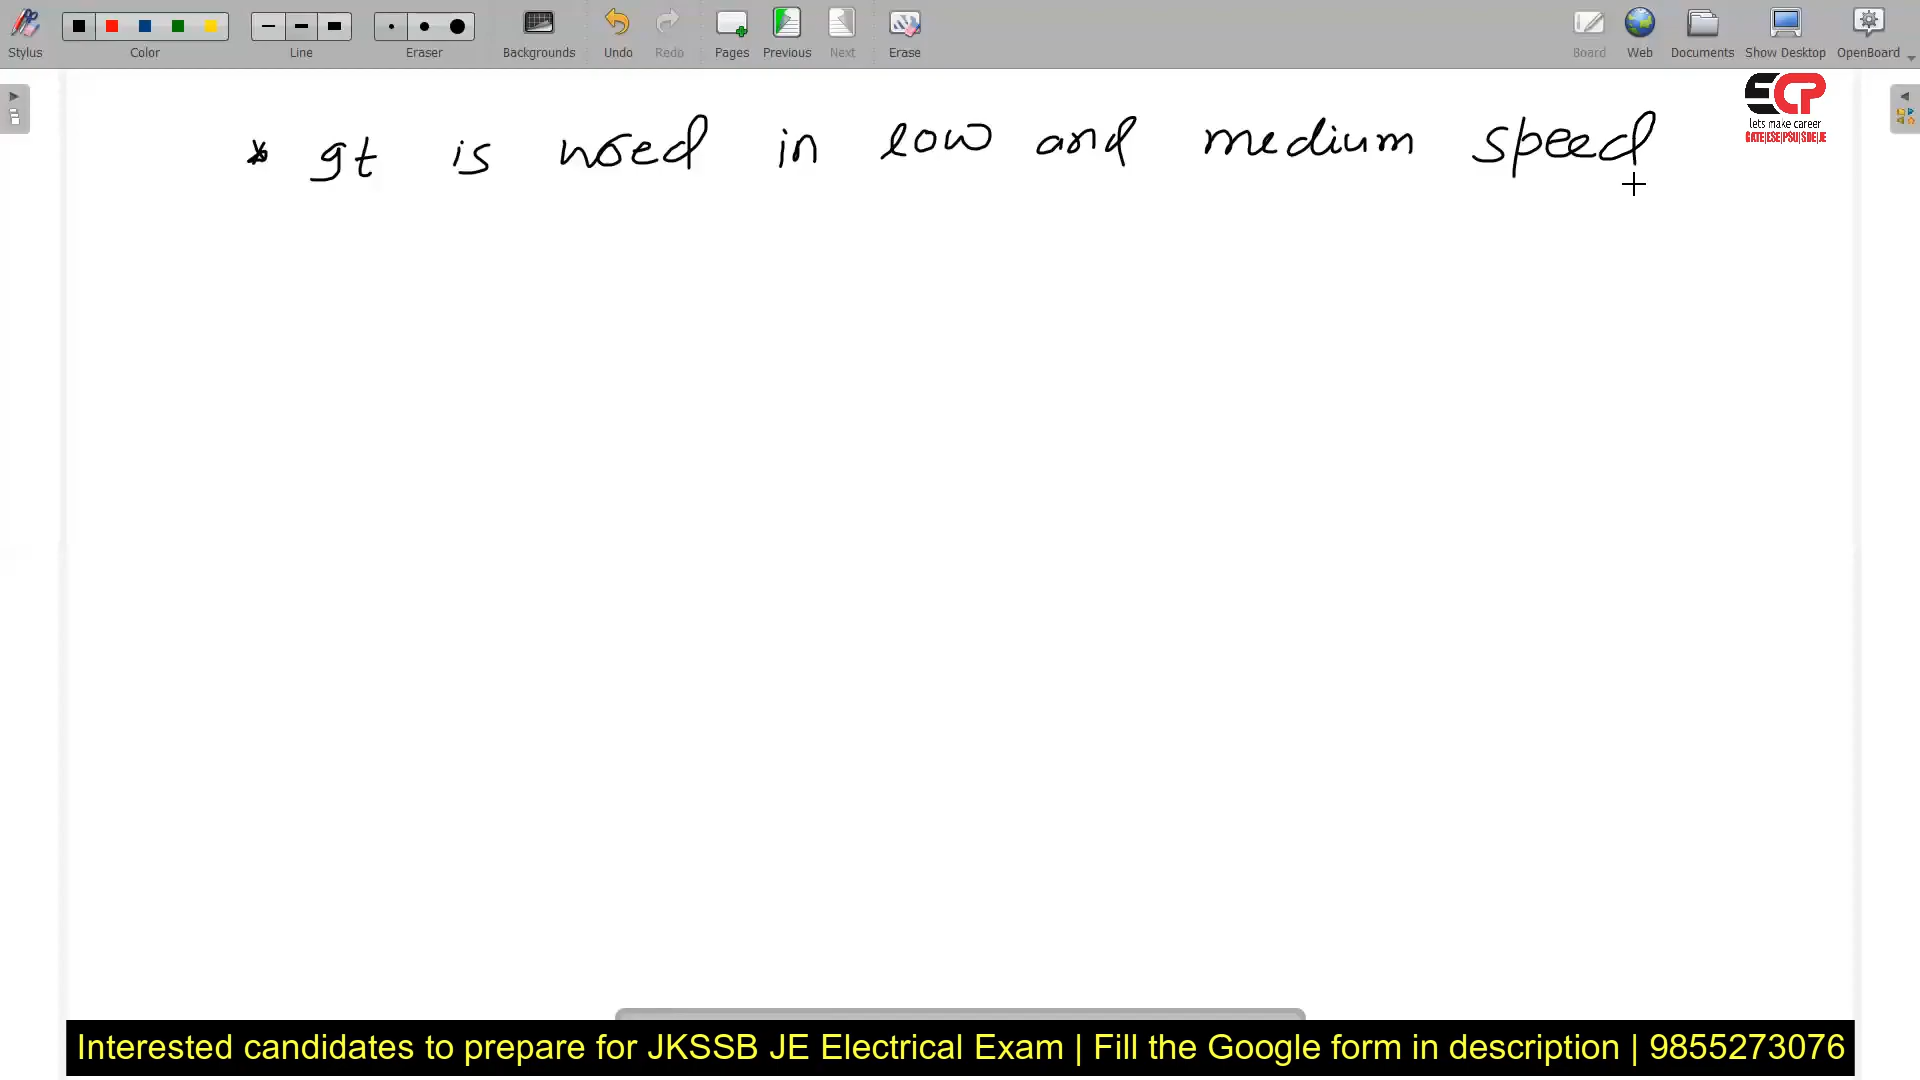 Stylus Color Line Eraser Backgrounds Undo Redo Pages Previous Next Erase Board Web Documents Show Desktop OpenBoard
ECP
lets make career
GATE|ESE|PSU|SDE|JE
* It is used in low and medium speed
Interested candidates to prepare for JKSSB JE Electrical Exam | Fill the Google form in description | 9855273076